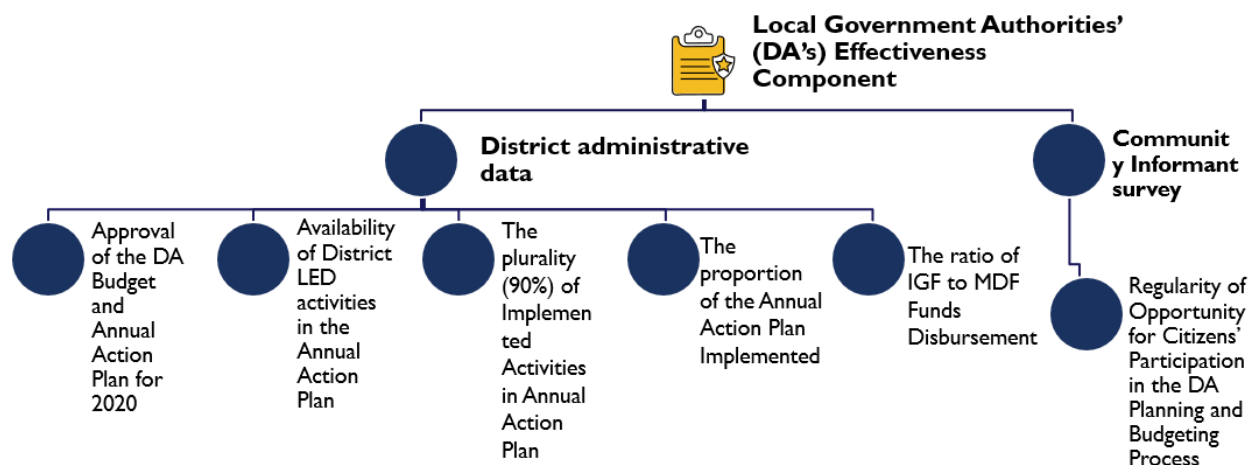 Local Government Authorities'
(DA's) Effectiveness
Component
District administrative
data
Communit
y Informant
survey
Approval
of the DA
Budget
and
Annual
Action
Plan for
2020
Availability
of District
LED
activities
in the
Annual
Action
Plan
The
plurality
(90%) of
Implemen
ted
Activities
in Annual
Action
Plan
The
proportion
of the Annual
Action Plan
Implemented
The ratio of
IGF to MDF
Funds
Disbursement
Regularity of
Opportunity
for Citizens'
Participation
in the DA
Planning and
Budgeting
Process